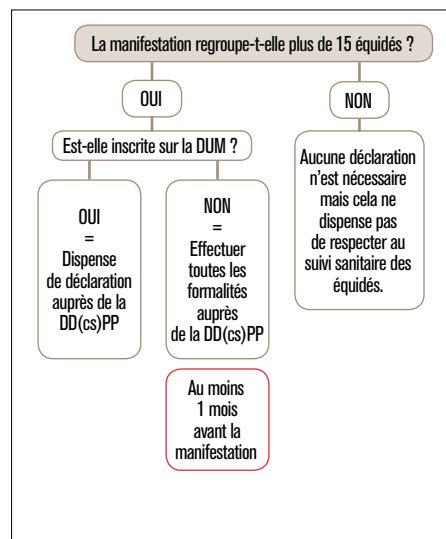 La manifestation regroupe-t-elle plus de 15 équidés ?
OUI
NON
Est-elle inscrite sur la DUM ?
OUI
=
Dispense
de déclaration
auprès de la
DD(cs)PP
NON
=
Effectuer
toutes les
formalités
auprès
de la DD(cs)PP
Aucune déclaration
n'est nécessaire
mais cela ne
dispense pas
de respecter au
suivi sanitaire des
équidés.
Au moins
1 mois
avant la
manifestation